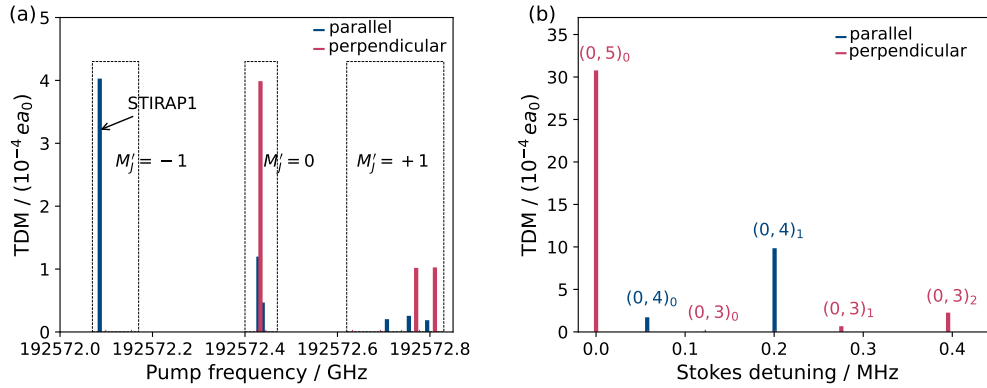 (a)
parallel
perpendicular
STIRAP1
M'_J = −1
M'_J = 0
M'_J = +1
5
4
3
2
1
0
TDM / (10⁻⁴ ea₀)
192572.0
192572.2
192572.4
192572.6
192572.8
Pump frequency / GHz
(b)
parallel
perpendicular
(0, 5)₀
(0, 4)₀
(0, 3)₀
(0, 4)₁
(0, 3)₁
(0, 3)₂
35
30
25
20
15
10
5
0
TDM / (10⁻⁴ ea₀)
0.0
0.1
0.2
0.3
0.4
Stokes detuning / MHz